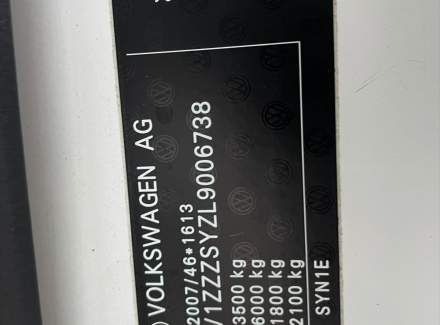 VOLKSWAGEN AG
2007/46*1613
V1ZZZSYZL9006738
3500 kg
6000 kg
1800 kg
2100 kg
SYN1E